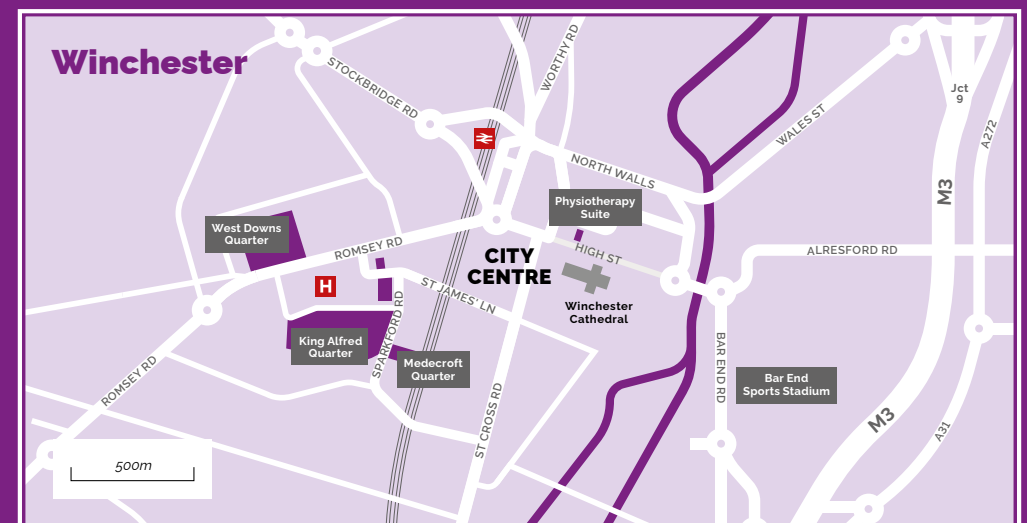 Winchester
STOCKBRIDGE RD
WORTHY RD
Jct
9
A272
WALES ST
NORTH WALLS
M3
Physiotherapy
Suite
West Downs
Quarter
ROMSEY RD
HIGH ST
CITY
CENTRE
ALRESFORD RD
H
ST JAMES' LN
Winchester
Cathedral
SPARKFORD RD
King Alfred
Quarter
Medecroft
Quarter
BAR END RD
Bar End
Sports Stadium
ROMSEY RD
ST CROSS RD
M3
A31
500m